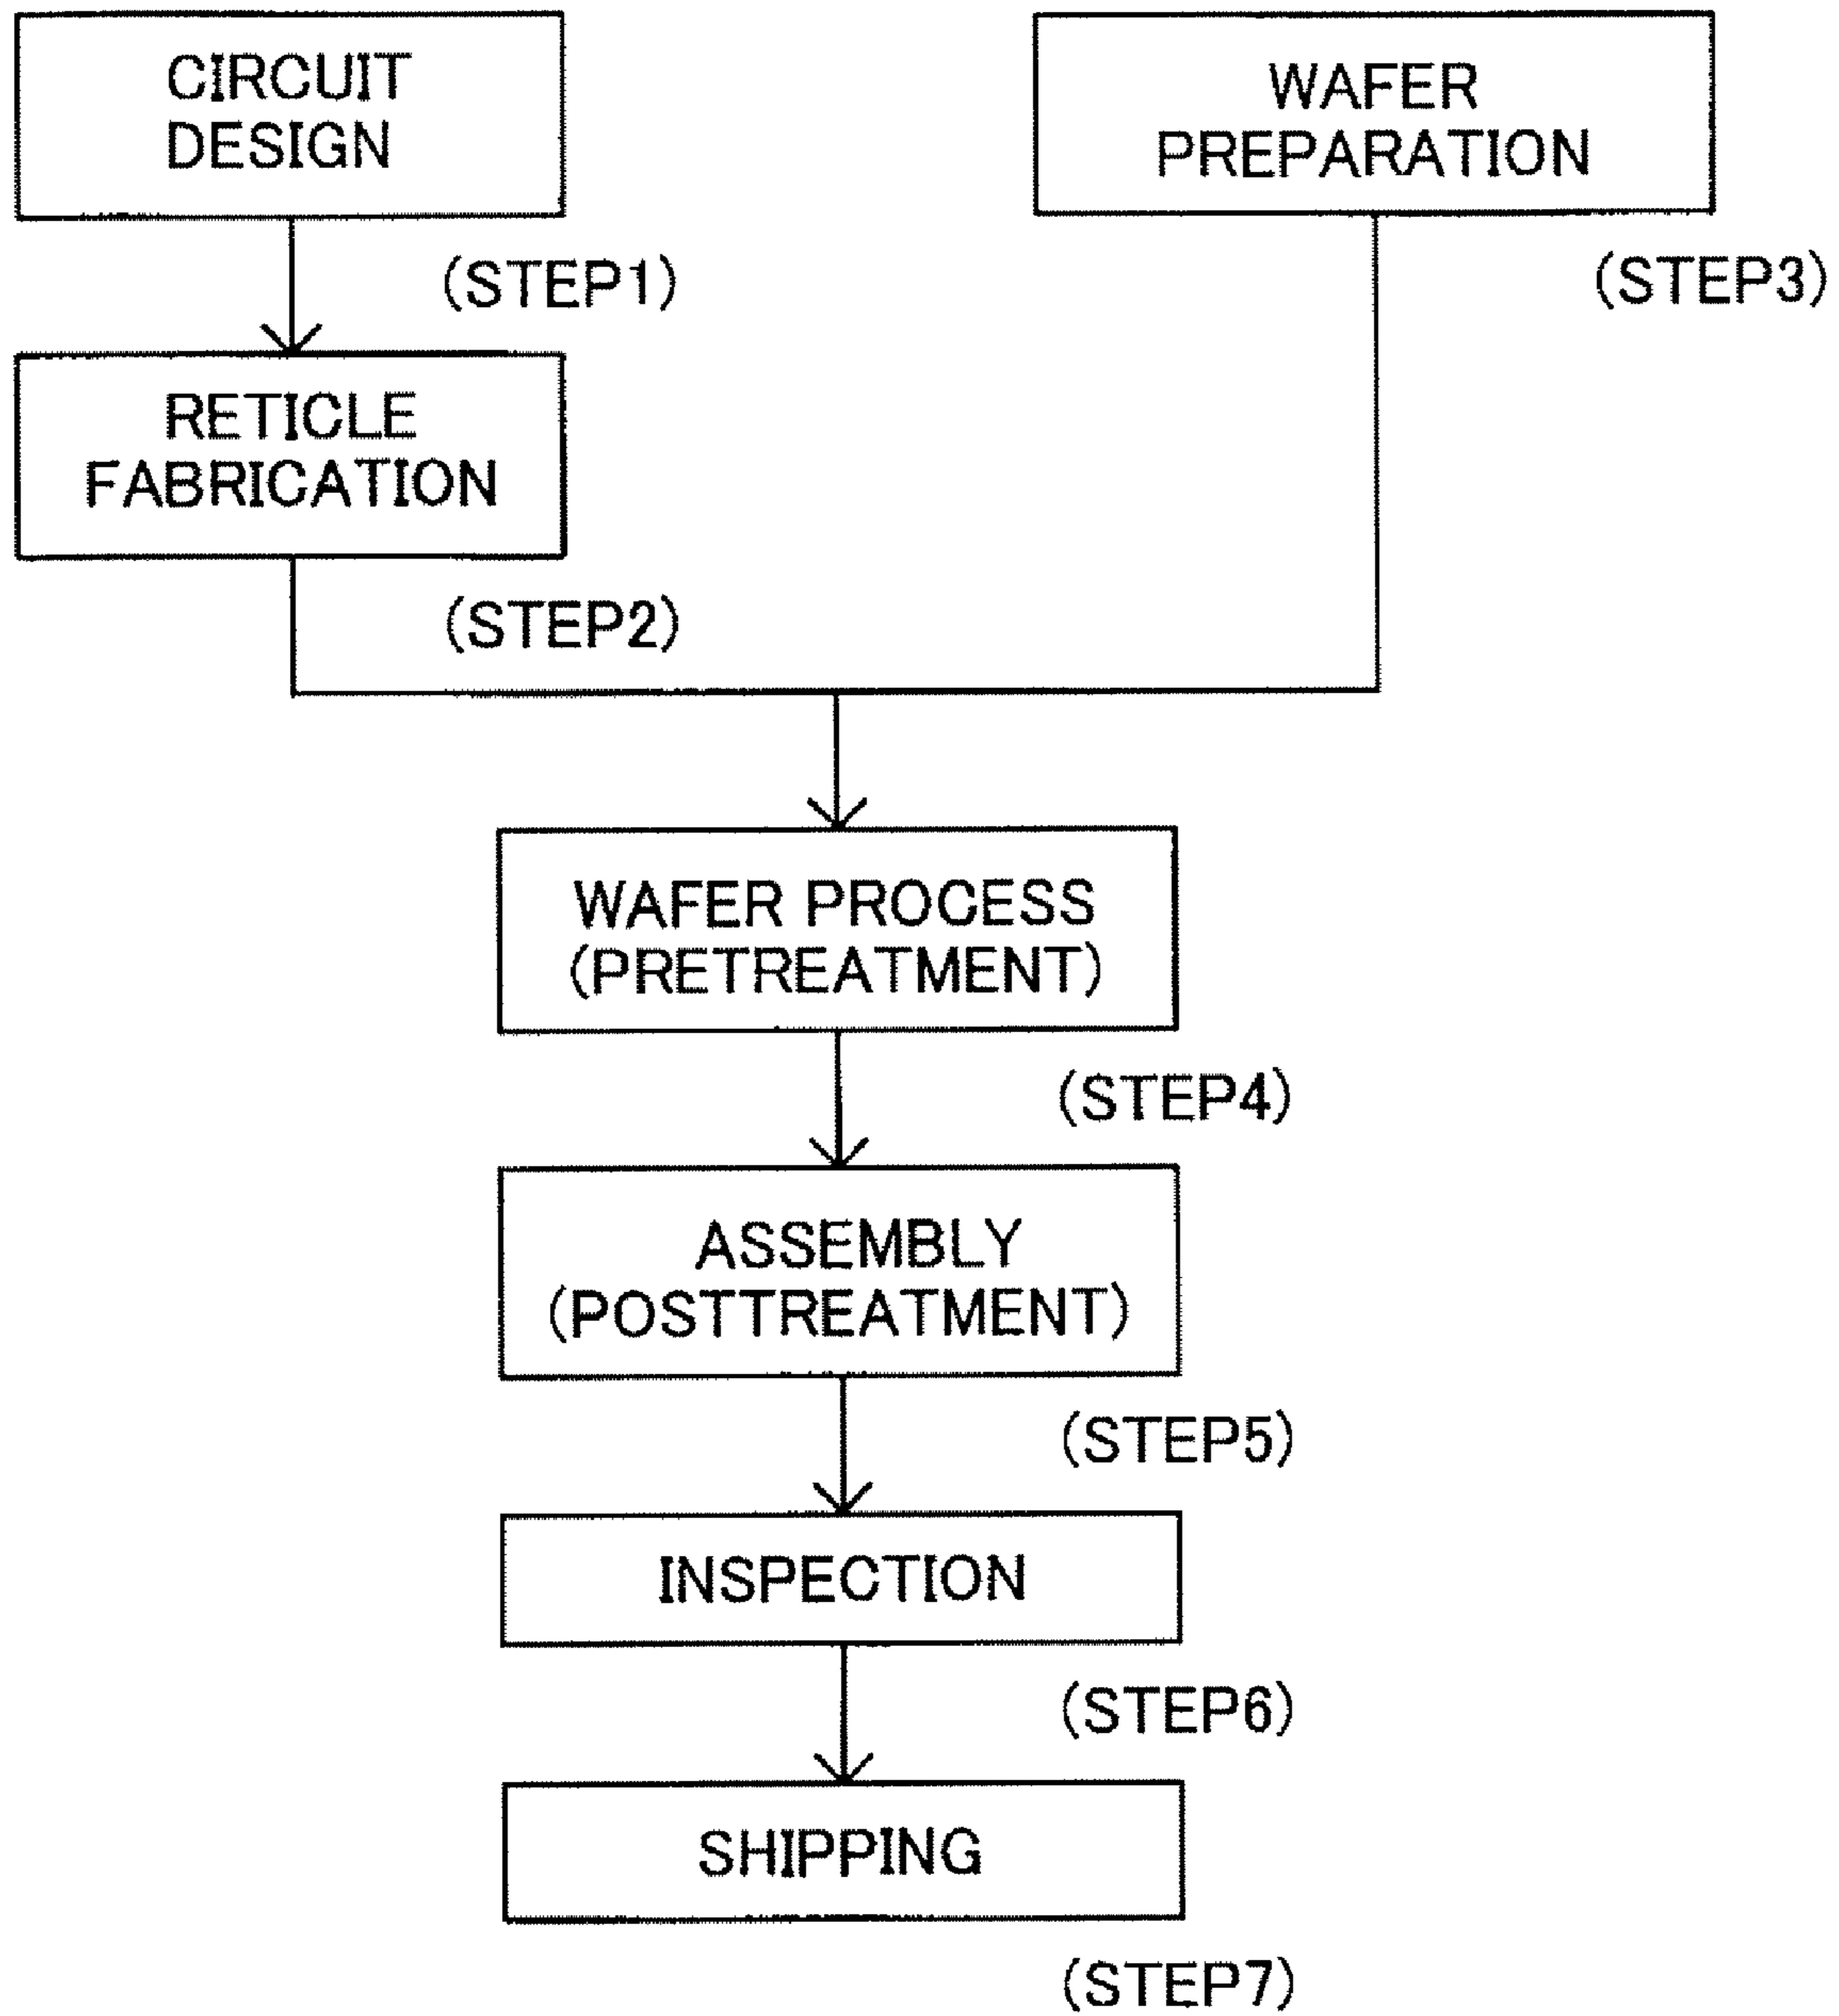 CIRCUIT
DESIGN
(STEP1)
RETICLE
FABRICATION
(STEP2)
WAFER
PREPARATION
(STEP3)
WAFER PROCESS
(PRETREATMENT)
(STEP4)
ASSEMBLY
(POSTTREATMENT)
(STEP5)
INSPECTION
(STEP6)
SHIPPING
(STEP7)